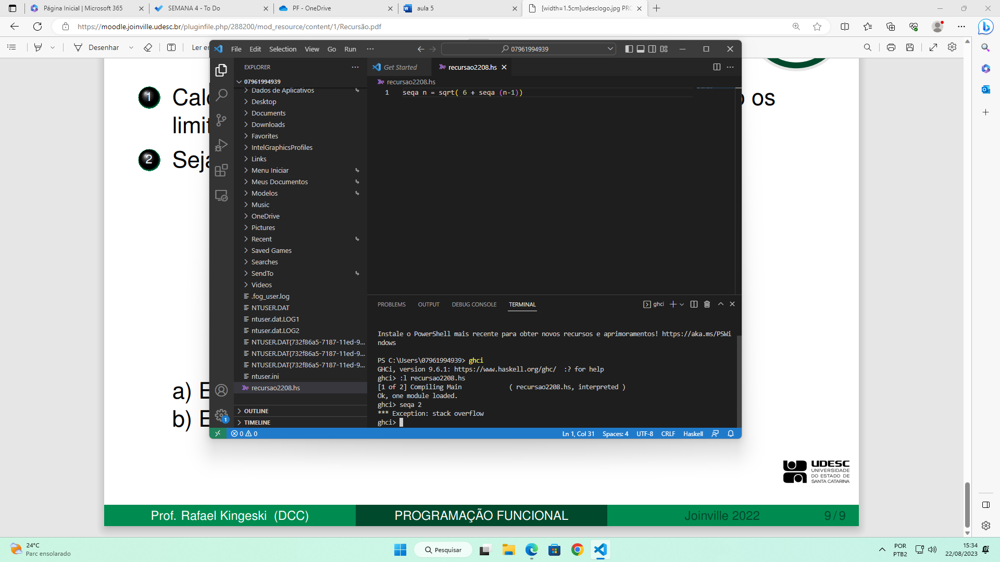 Página Inicial | Microsoft 365
SEMANA 4 - To Do
PF - OneDrive
aula 5
[width=1.5cm]udesclogo.jpg PRO
https://moodle.joinville.udesc.br/pluginfile.php/288200/mod_resource/content/1/Recursão.pdf
Desenhar
Ler em
File Edit Selection View Go Run ...
07961994939
EXPLORER
Get Started
recursao2208.hs
07961994939
recursao2208.hs
Dados de Aplicativos
Desktop
Documents
Downloads
Favorites
IntelGraphicsProfiles
Links
Menu Iniciar
Meus Documentos
Modelos
Music
OneDrive
Pictures
Recent
Saved Games
Searches
SendTo
Videos
.fog_user.log
NTUSER.DAT
ntuser.dat.LOG1
ntuser.dat.LOG2
NTUSER.DAT{732f86a5-7187-11ed-9...
NTUSER.DAT{732f86a5-7187-11ed-9...
NTUSER.DAT{732f86a5-7187-11ed-9...
ntuser.ini
recursao2208.hs
OUTLINE
TIMELINE
1 seqa n = sqrt( 6 + seqa (n-1))
PROBLEMS OUTPUT DEBUG CONSOLE TERMINAL
ghci
Instale o PowerShell mais recente para obter novos recursos e aprimoramentos! https://aka.ms/PSWi
ndows
PS C:\Users\07961994939> ghci
GHCi, version 9.6.1: https://www.haskell.org/ghc/  :? for help
ghci> :l recursao2208.hs
[1 of 2] Compiling Main             ( recursao2208.hs, interpreted )
Ok, one module loaded.
ghci> seqa 2
*** Exception: stack overflow
ghci>
1
0 0
Ln 1, Col 31
Spaces: 4
UTF-8
CRLF
Haskell
1
os
limit
2
Seja
a)
b)
UDESC
UNIVERSIDADE
DO ESTADO DE
SANTA CATARINA
Prof. Rafael Kingeski (DCC)
PROGRAMAÇÃO FUNCIONAL
Joinville 2022
9 / 9
24°C
Parc ensolarado
Pesquisar
POR
PTB2
15:34
22/08/2023